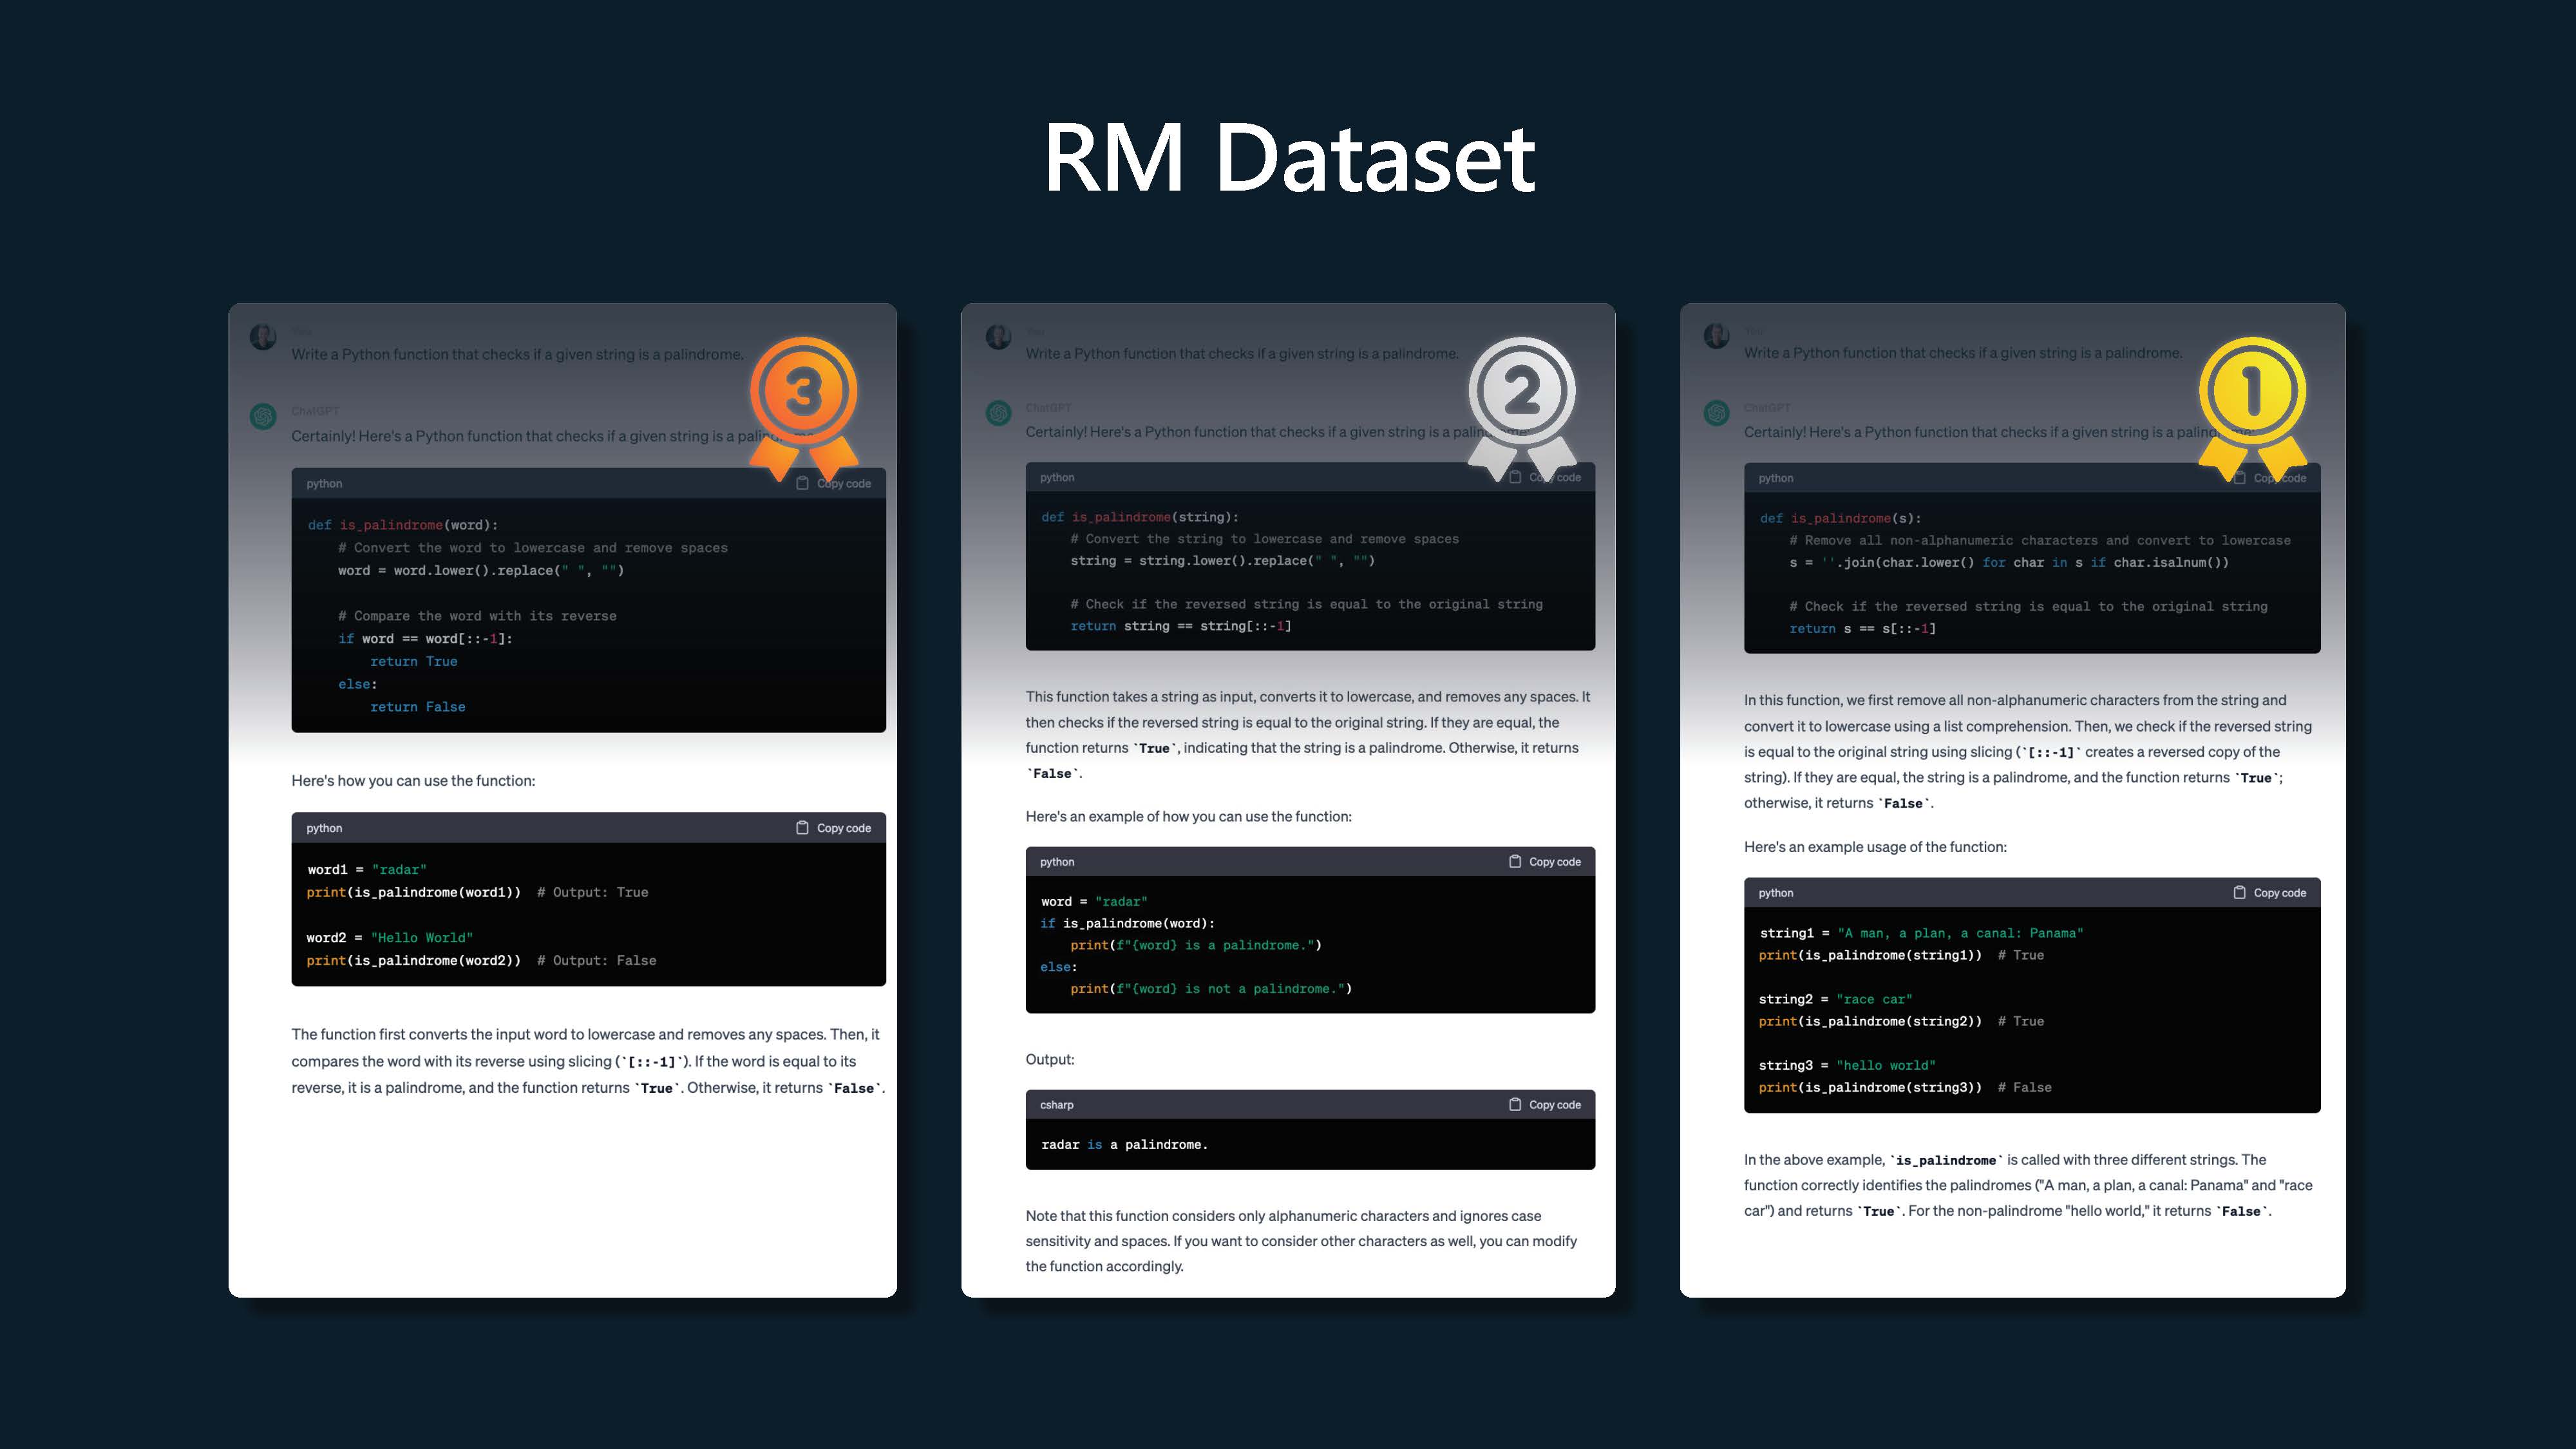 RM Dataset
3
You
Write a Python function that checks if a given string is a palindrome.
ChatGPT
Certainly! Here's a Python function that checks if a given string is a
python
Copy code
def is_palindrome(word):
# Convert the word to lowercase and remove spaces
word = word.lower().replace(" ", "")
# Compare the word with its reverse
if word == word[::-1]:
return True
else:
return False
Here's how you can use the function:
python
Copy code
word1 = "radar"
print(is_palindrome(word1)) # Output: True
word2 = "Hello World"
print(is_palindrome(word2)) # Output: False
The function first converts the input word to lowercase and removes any spaces. Then, it
compares the word with its reverse using slicing (`[::-1]`). If the word is equal to its
reverse, it is a palindrome, and the function returns `True`. Otherwise, it returns `False`.
2
You
Write a Python function that checks if a given string is a palindrome.
ChatGPT
Certainly! Here's a Python function that checks if a given string is a
python
Copy code
def is_palindrome(string):
# Convert the string to lowercase and remove spaces
string = string.lower().replace(" ", "")
# Check if the reversed string is equal to the original string
return string == string[::-1]
This function takes a string as input, converts it to lowercase, and removes any spaces. It
then checks if the reversed string is equal to the original string. If they are equal, the
function returns `True`, indicating that the string is a palindrome. Otherwise, it returns
`False`.
Here's an example of how you can use the function:
python
Copy code
word = "radar"
if is_palindrome(word):
print(f"{word} is a palindrome.")
else:
print(f"{word} is not a palindrome.")
Output:
csharp
Copy code
radar is a palindrome.
Note that this function considers only alphanumeric characters and ignores case
sensitivity and spaces. If you want to consider other characters as well, you can modify
the function accordingly.
1
You
Write a Python function that checks if a given string is a palindrome.
ChatGPT
Certainly! Here's a Python function that checks if a given string is a
python
Copy code
def is_palindrome(s):
# Remove all non-alphanumeric characters and convert to lowercase
s = ''.join(char.lower() for char in s if char.isalnum())
# Check if the reversed string is equal to the original string
return s == s[::-1]
In this function, we first remove all non-alphanumeric characters from the string and
convert it to lowercase using a list comprehension. Then, we check if the reversed string
is equal to the original string using slicing (`[::-1]` creates a reversed copy of the
string). If they are equal, the string is a palindrome, and the function returns `True`;
otherwise, it returns `False`.
Here's an example usage of the function:
python
Copy code
string1 = "A man, a plan, a canal: Panama"
print(is_palindrome(string1)) # True
string2 = "race car"
print(is_palindrome(string2)) # True
string3 = "hello world"
print(is_palindrome(string3)) # False
In the above example, `is_palindrome` is called with three different strings. The
function correctly identifies the palindromes ("A man, a plan, a canal: Panama" and "race
car") and returns `True`. For the non-palindrome "hello world," it returns `False`.